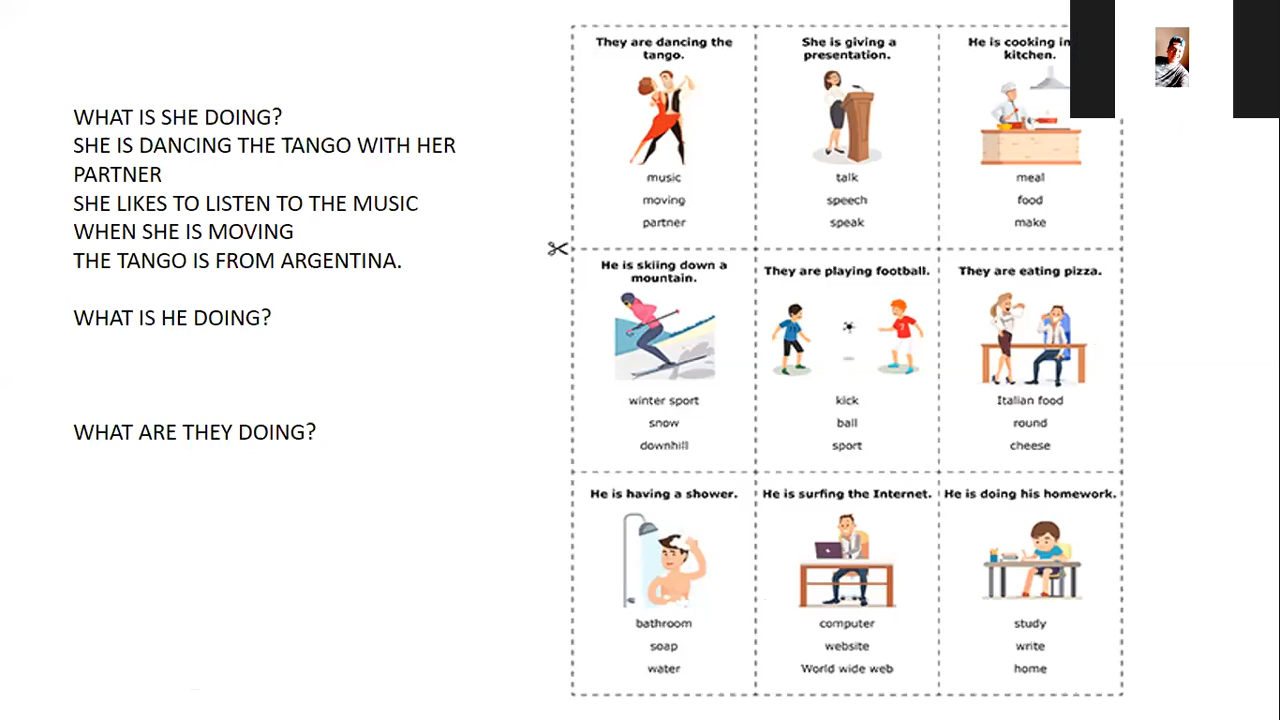 WHAT IS SHE DOING?
SHE IS DANCING THE TANGO WITH HER
PARTNER
SHE LIKES TO LISTEN TO THE MUSIC
WHEN SHE IS MOVING
THE TANGO IS FROM ARGENTINA.
WHAT IS HE DOING?
WHAT ARE THEY DOING?
They are dancing the
tango.
music
moving
partner
She is giving a
presentation.
talk
speech
speak
He is cooking in
kitchen.
meal
food
make
He is skiing down a
mountain.
winter sport
snow
downhill
They are playing football.
kick
ball
sport
They are eating pizza.
Italian food
round
cheese
He is having a shower.
bathroom
soap
water
He is surfing the Internet.
computer
website
World wide web
He is doing his homework.
study
write
home